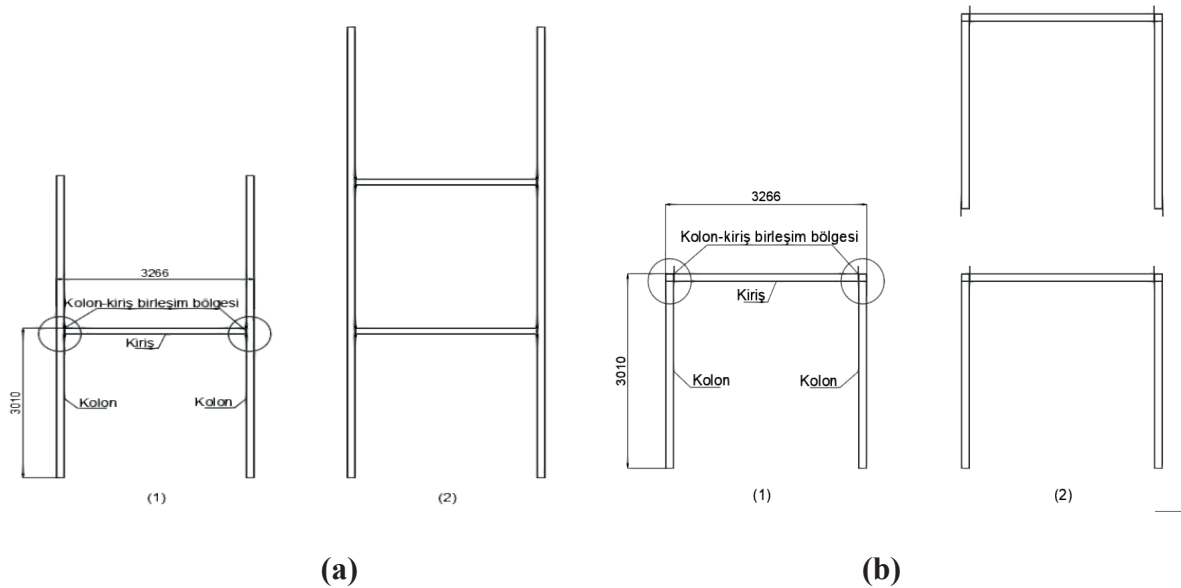 3266
Kolon-kiriş birleşim bölgesi
Kiriş
3010
Kolon
Kolon
(1)
(2)
3266
Kolon-kiriş birleşim bölgesi
Kiriş
3010
Kolon
Kolon
(1)
(2)
(a)
(b)